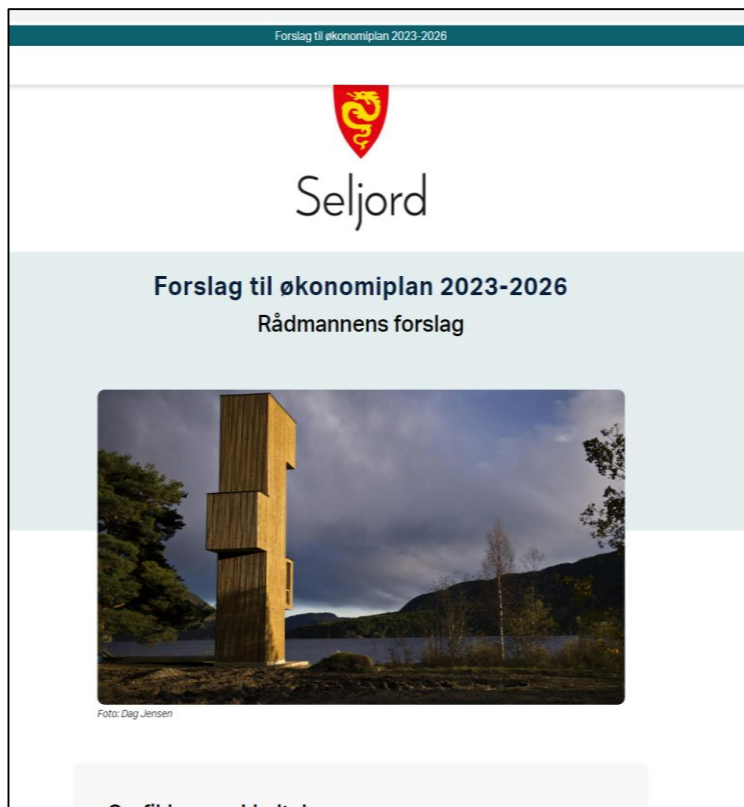 Forslag til økonomiplan 2023-2026
Seljord
Forslag til økonomiplan 2023-2026
Rådmannens forslag
Foto: Dag Jensen